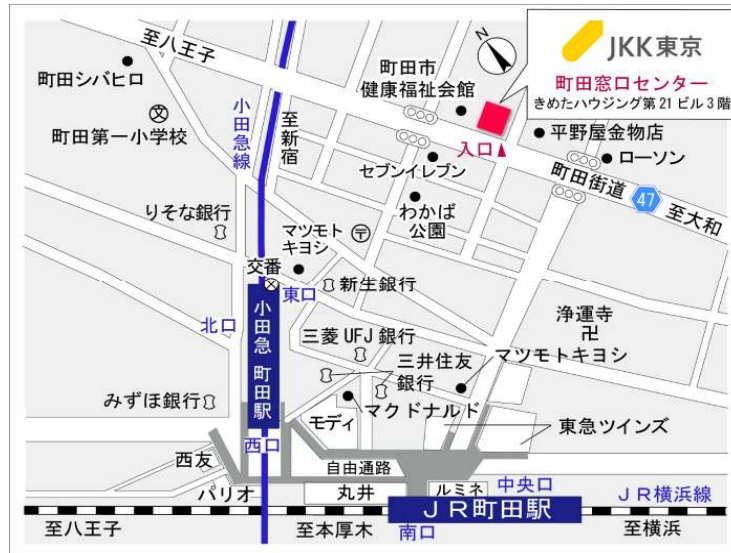 至八王子
JKK東京
町田窓口センター
きめたハウジング第21ビル3階
町田シバヒロ
町田市
健康福祉会館
文
町田第一小学校
小田急線
至新宿
入口
平野屋金物店
ローソン
セブンイレブン
町田街道
47
至大和
わかば
公園
りそな銀行
マツモト
キヨシ
〒
交番
東口
新生銀行
北口
小田急 町田駅
浄運寺
卍
三菱UFJ銀行
三井住友
銀行
マツモトキヨシ
みずほ銀行
モディ
マクドナルド
東急ツインズ
西口
西友
自由通路
パリオ
丸井
ルミネ
中央口
JR横浜線
JR町田駅
至八王子
至本厚木
南口
至横浜
N